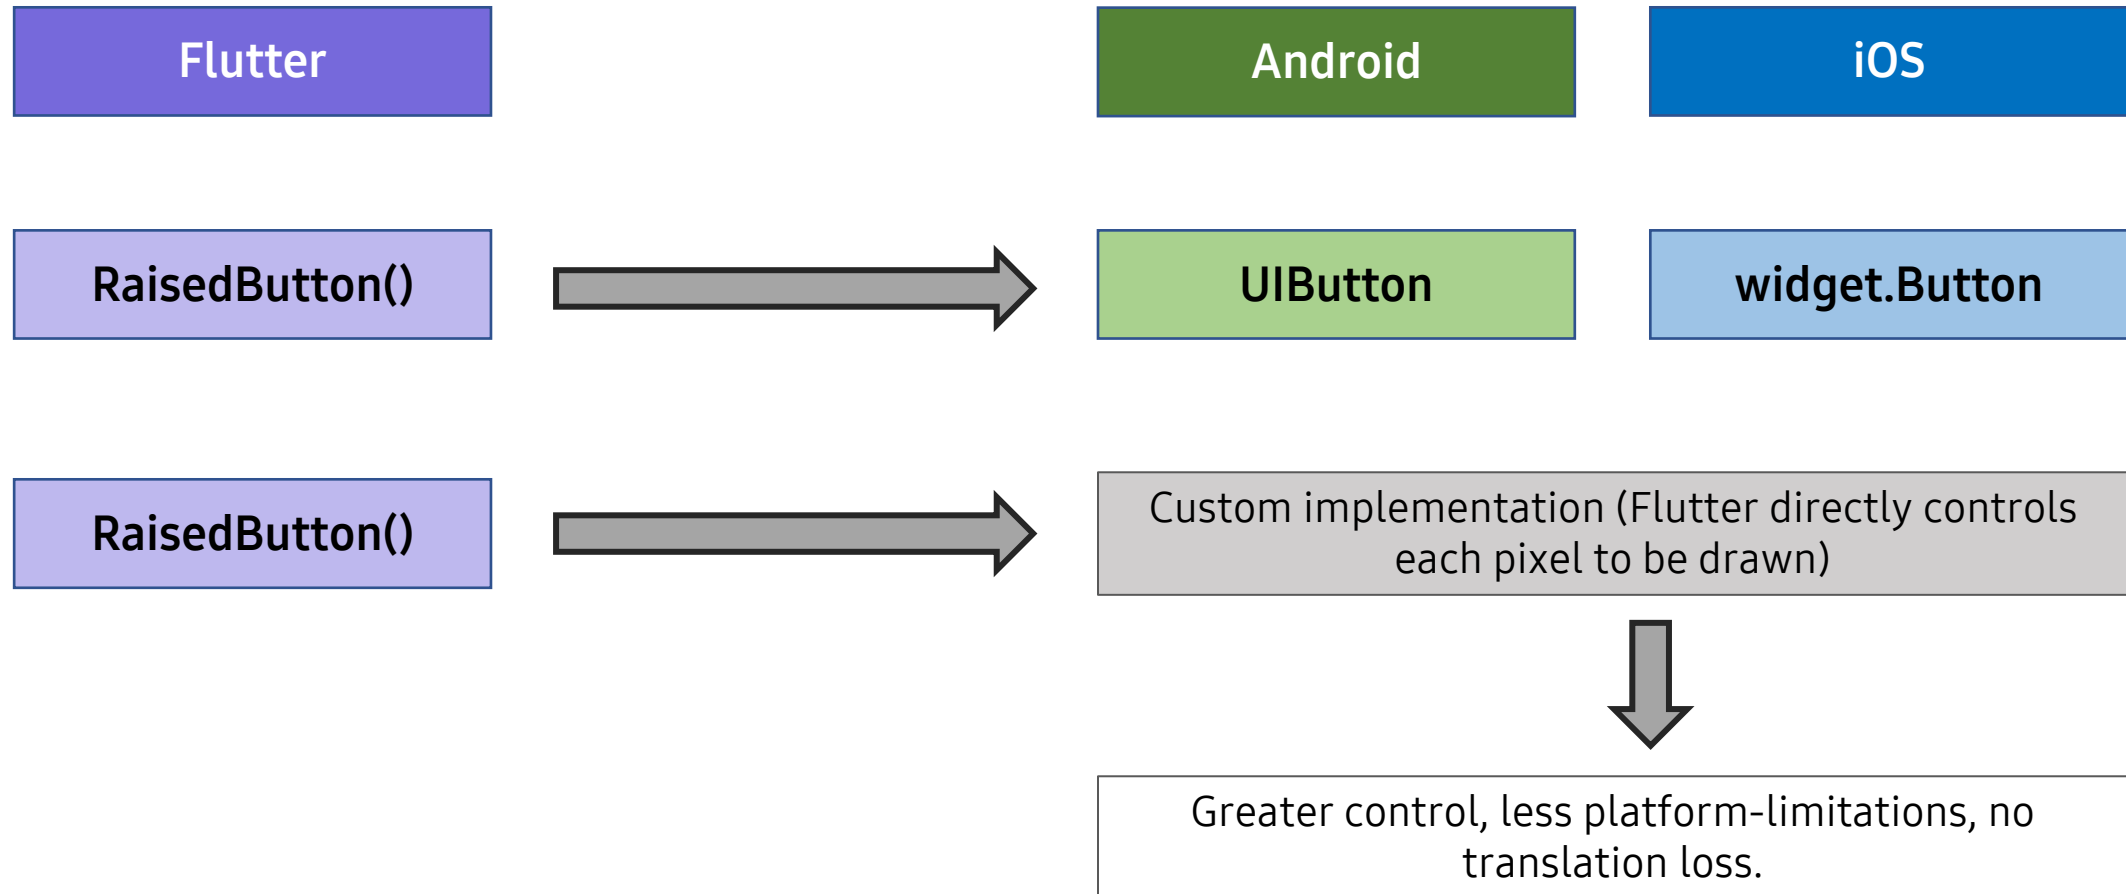 Flutter
Android
iOS
RaisedButton()
UIButton
widget.Button
RaisedButton()
Custom implementation (Flutter directly controls
each pixel to be drawn)
Greater control, less platform-limitations, no
translation loss.